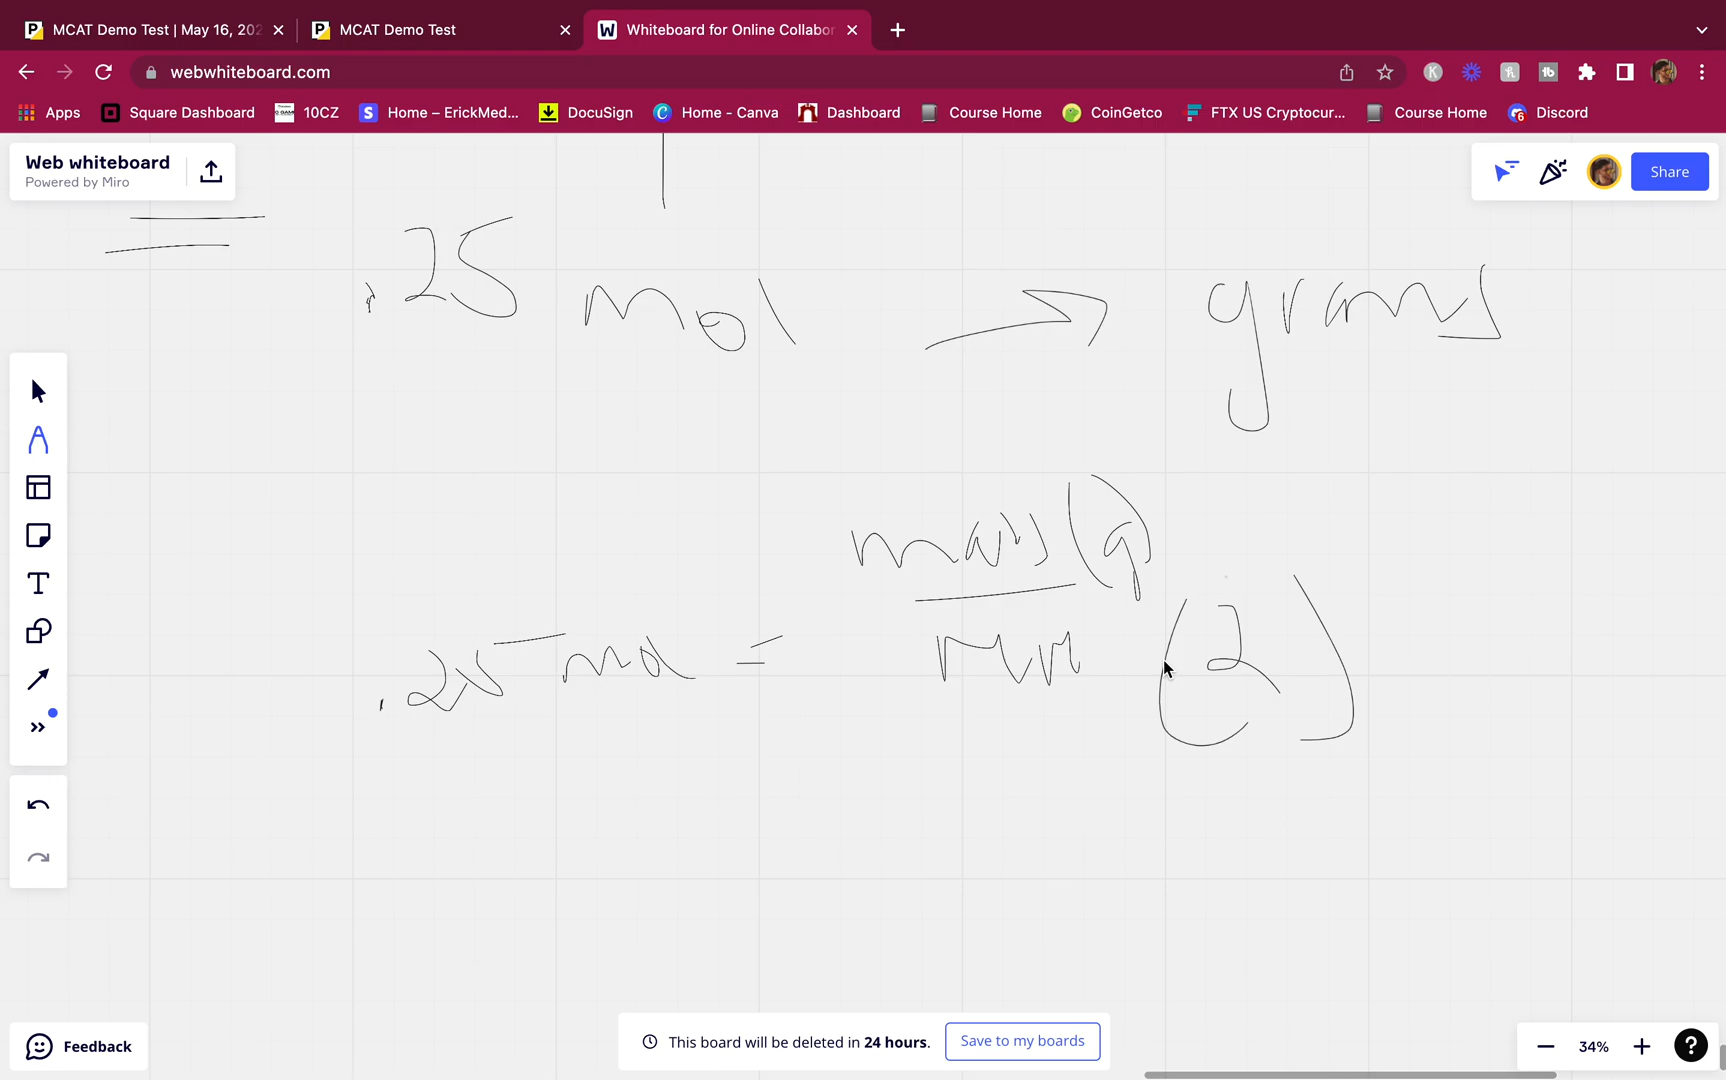 MCAT Demo Test | May 16, 202
MCAT Demo Test
Whiteboard for Online Collabor
webwhiteboard.com
Apps
Square Dashboard
10CZ
Home – ErickMed...
DocuSign
Home - Canva
Dashboard
Course Home
CoinGetco
FTX US Cryptocur...
Course Home
Discord
Web whiteboard
Powered by Miro
Share
.25 mol → grams
mass (g)
.25 mol = MM (2)
Feedback
This board will be deleted in 24 hours.
Save to my boards
34%